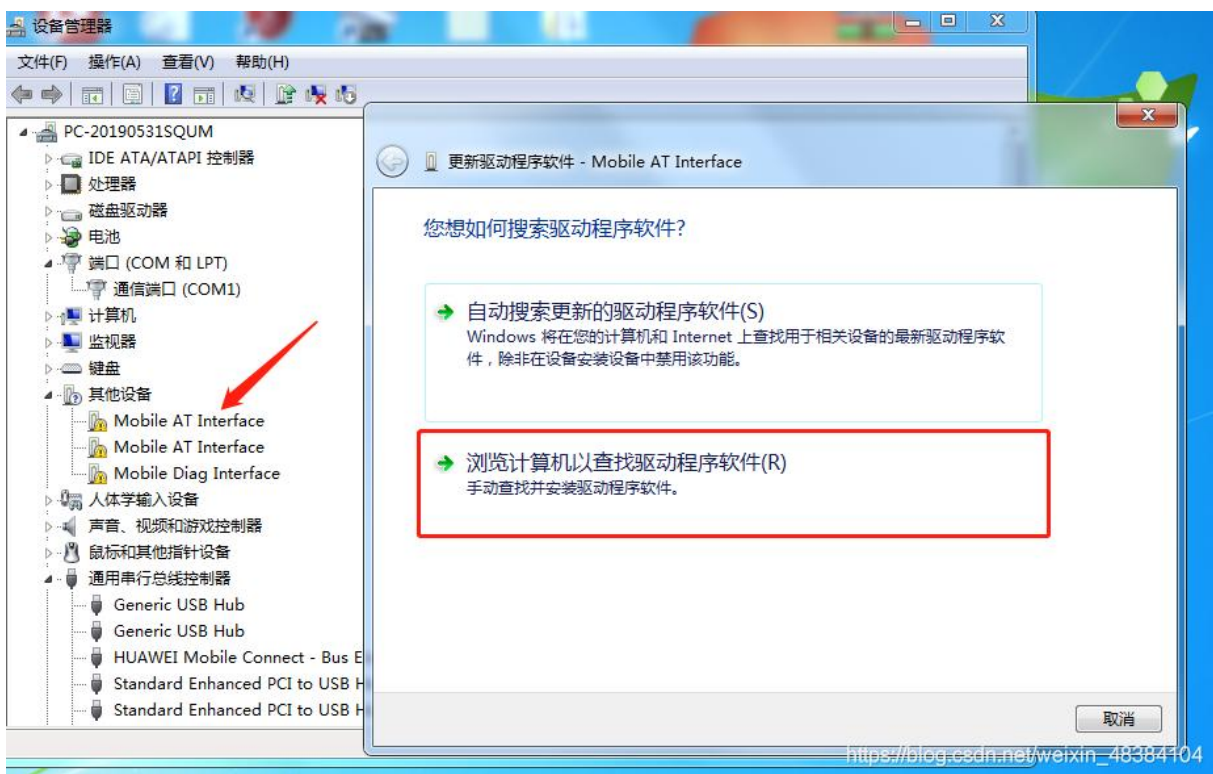 设备管理器
文件(F) 操作(A) 查看(V) 帮助(H)
PC-20190531SQUM
IDE ATA/ATAPI 控制器
处理器
磁盘驱动器
电池
端口 (COM 和 LPT)
通信端口 (COM1)
计算机
监视器
键盘
其他设备
Mobile AT Interface
Mobile AT Interface
Mobile Diag Interface
人体学输入设备
声音、视频和游戏控制器
鼠标和其他指针设备
通用串行总线控制器
Generic USB Hub
Generic USB Hub
HUAWEI Mobile Connect - Bus E
Standard Enhanced PCI to USB H
Standard Enhanced PCI to USB H
更新驱动程序软件 - Mobile AT Interface
您想如何搜索驱动程序软件?
自动搜索更新的驱动程序软件(S)
Windows 将在您的计算机和 Internet 上查找用于相关设备的最新驱动程序软
件，除非在设备安装设备中禁用该功能。
浏览计算机以查找驱动程序软件(R)
手动查找并安装驱动程序软件。
取消
https://blog.csdn.net/weixin_48384104